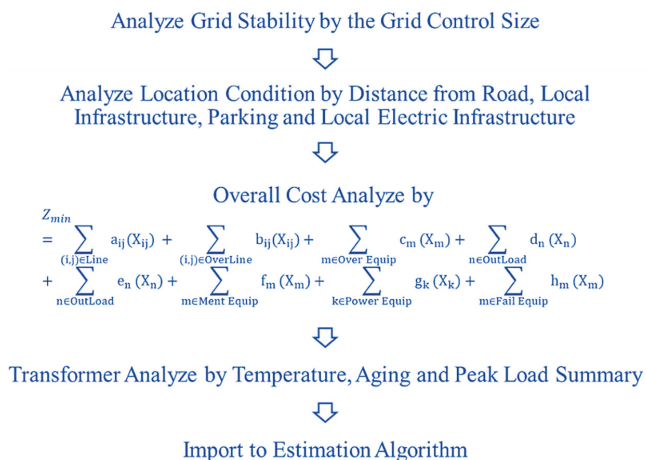 Analyze Grid Stability by the Grid Control Size
Analyze Location Condition by Distance from Road, Local
Infrastructure, Parking and Local Electric Infrastructure
Overall Cost Analyze by
Z_min
= ∑_{(i,j)∈Line} a_ij(X_ij) + ∑_{(i,j)∈OverLine} b_ij(X_ij) + ∑_{m∈Over Equip} c_m (X_m) + ∑_{n∈OutLoad} d_n (X_n)
+ ∑_{n∈OutLoad} e_n (X_n) + ∑_{m∈Ment Equip} f_m (X_m) + ∑_{k∈Power Equip} g_k (X_k) + ∑_{m∈Fail Equip} h_m (X_m)
Transformer Analyze by Temperature, Aging and Peak Load Summary
Import to Estimation Algorithm